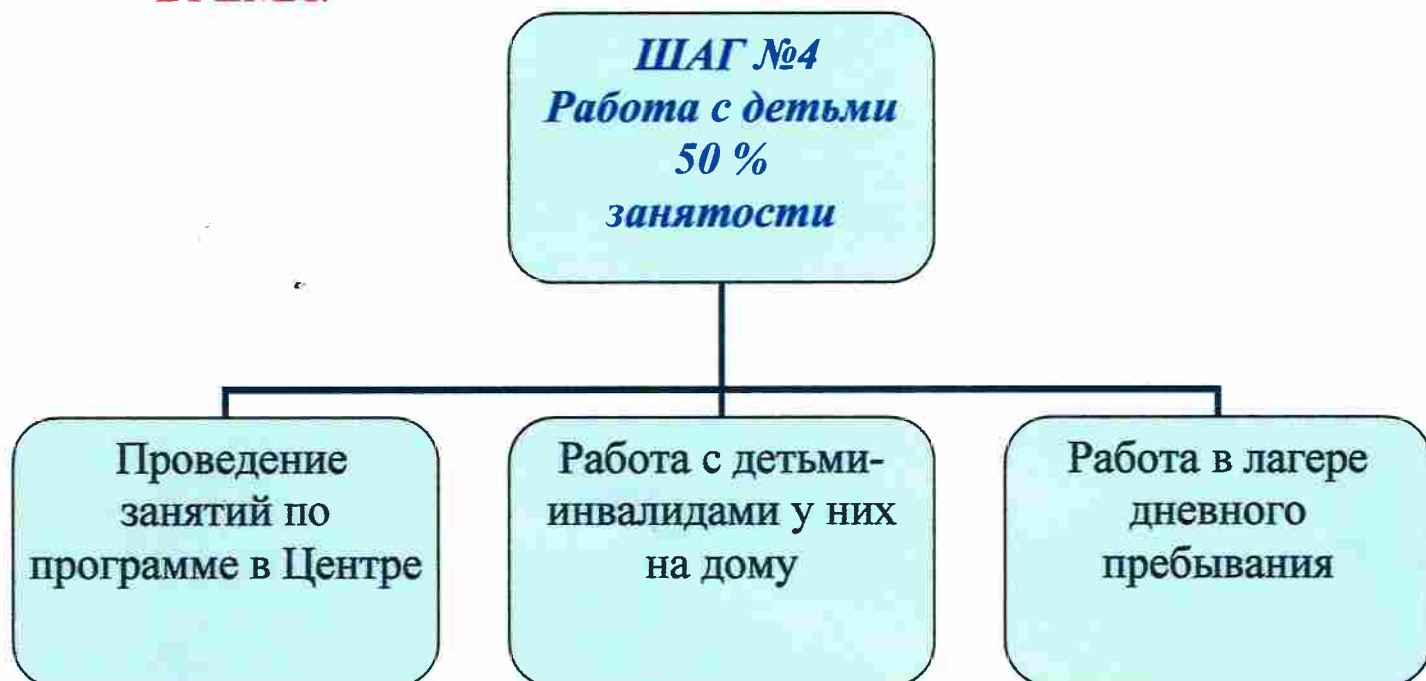 ШАГ №4
Работа с детьми
50 %
занятости
Проведение
занятий по
программе в Центре
Работа с детьми-
инвалидами у них
на дому
Работа в лагере
дневного
пребывания